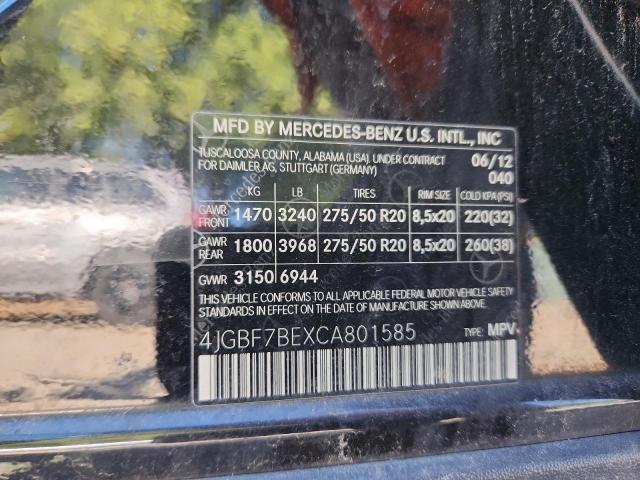 MFD BY MERCEDES-BENZ U.S. INTL., INC
TUSCALOOSA COUNTY, ALABAMA (USA), UNDER CONTRACT 06/12
FOR DAIMLER AG, STUTTGART (GERMANY) 040
KG LB TIRES RIM SIZE COLD KPA (PSI)
GAWR FRONT 1470 3240 275/50 R20 8,5x20 220(32)
GAWR REAR 1800 3968 275/50 R20 8,5x20 260(38)
GWR 3150 6944
THIS VEHICLE CONFORMS TO ALL APPLICABLE FEDERAL MOTOR VEHICLE SAFETY
STANDARDS IN EFFECT ON THE DATE OF MANUFACTURE SHOWN ABOVE.
4JGBF7BEXCA801585 TYPE: MPV